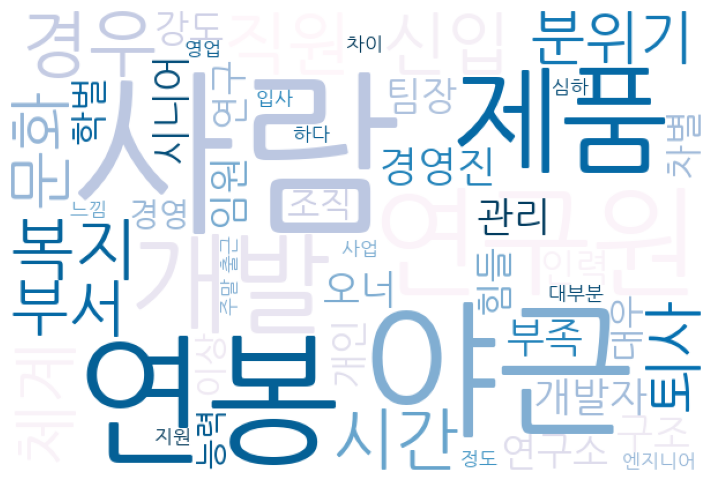 경우
강도
영업
직원
차이
신입
분위기
문화
학별
시니어
연구
입사
하다
사람
팀장
제품
심하
차별
임원
경영진
느낌
경영
조직
관리
연구원
복지
개발
주말 출근
사업
인력
부서
오너
힘들
대부분
체계
연봉
이상
개인
야근
부족
대우
퇴사
능력
지원
시간
개발자
연구소
구조
정도
엔지니어